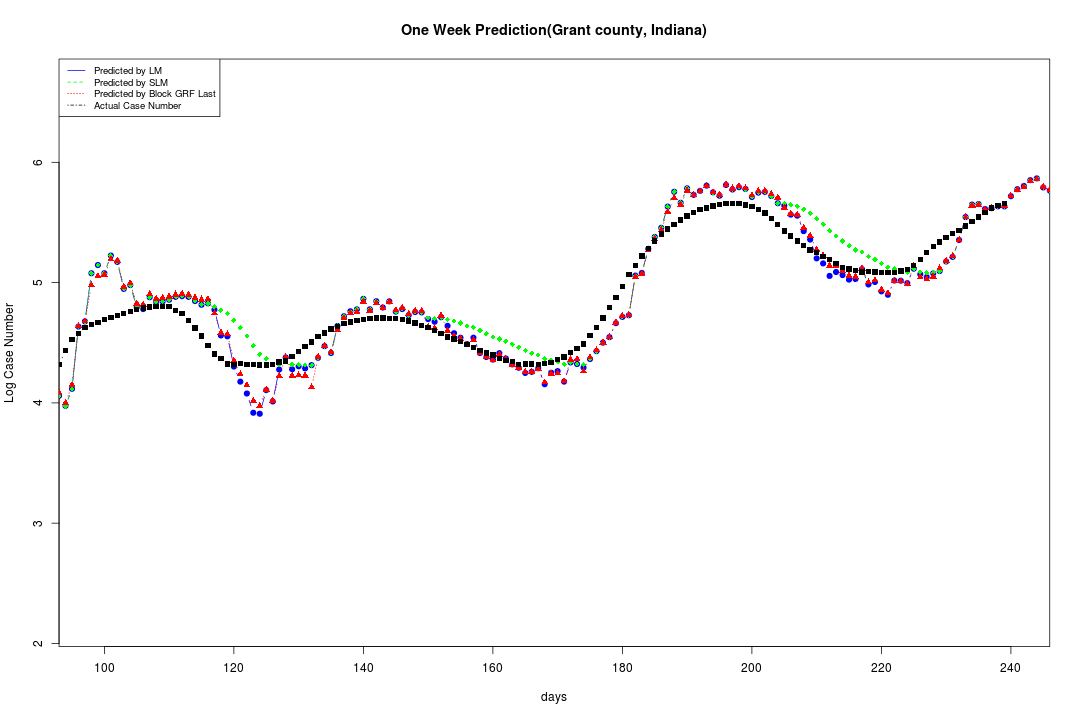 One Week Prediction(Grant county, Indiana)
Predicted by LM
Predicted by SLM
Predicted by Block GRF Last
Actual Case Number
6
5
4
3
2
Log Case Number
100 120 140 160 180 200 220 240
days